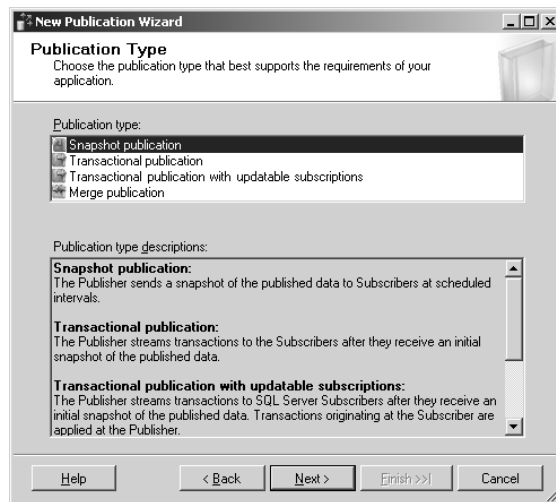 New Publication Wizard
Publication Type
Choose the publication type that best supports the requirements of your
application.
Publication type:
Snapshot publication
Transactional publication
Transactional publication with updatable subscriptions
Merge publication
Publication type descriptions:
Snapshot publication:
The Publisher sends a snapshot of the published data to Subscribers at scheduled
intervals.
Transactional publication:
The Publisher streams transactions to the Subscribers after they receive an initial
snapshot of the published data.
Transactional publication with updatable subscriptions:
The Publisher streams transactions to SQL Server Subscribers after they receive an
initial snapshot of the published data. Transactions originating at the Subscriber are
applied at the Publisher.
Help < Back Next > Finish >>| Cancel